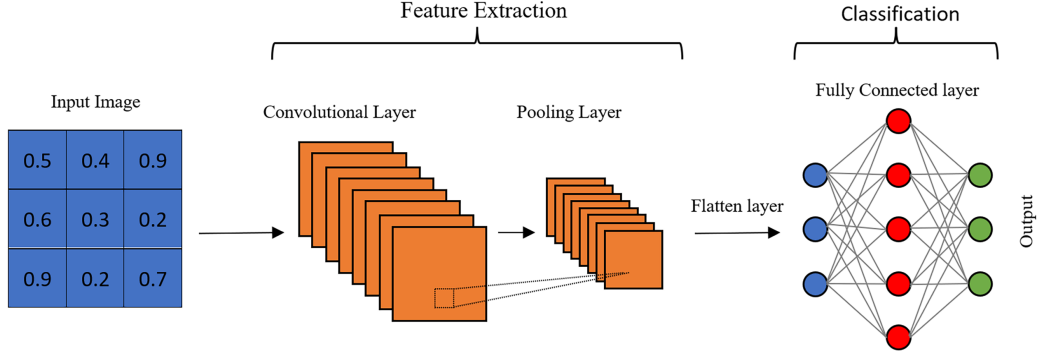 Feature Extraction
Classification
Input Image
Convolutional Layer
Pooling Layer
Fully Connected layer
0.5 0.4 0.9
0.6 0.3 0.2
0.9 0.2 0.7
Flatten layer
Output